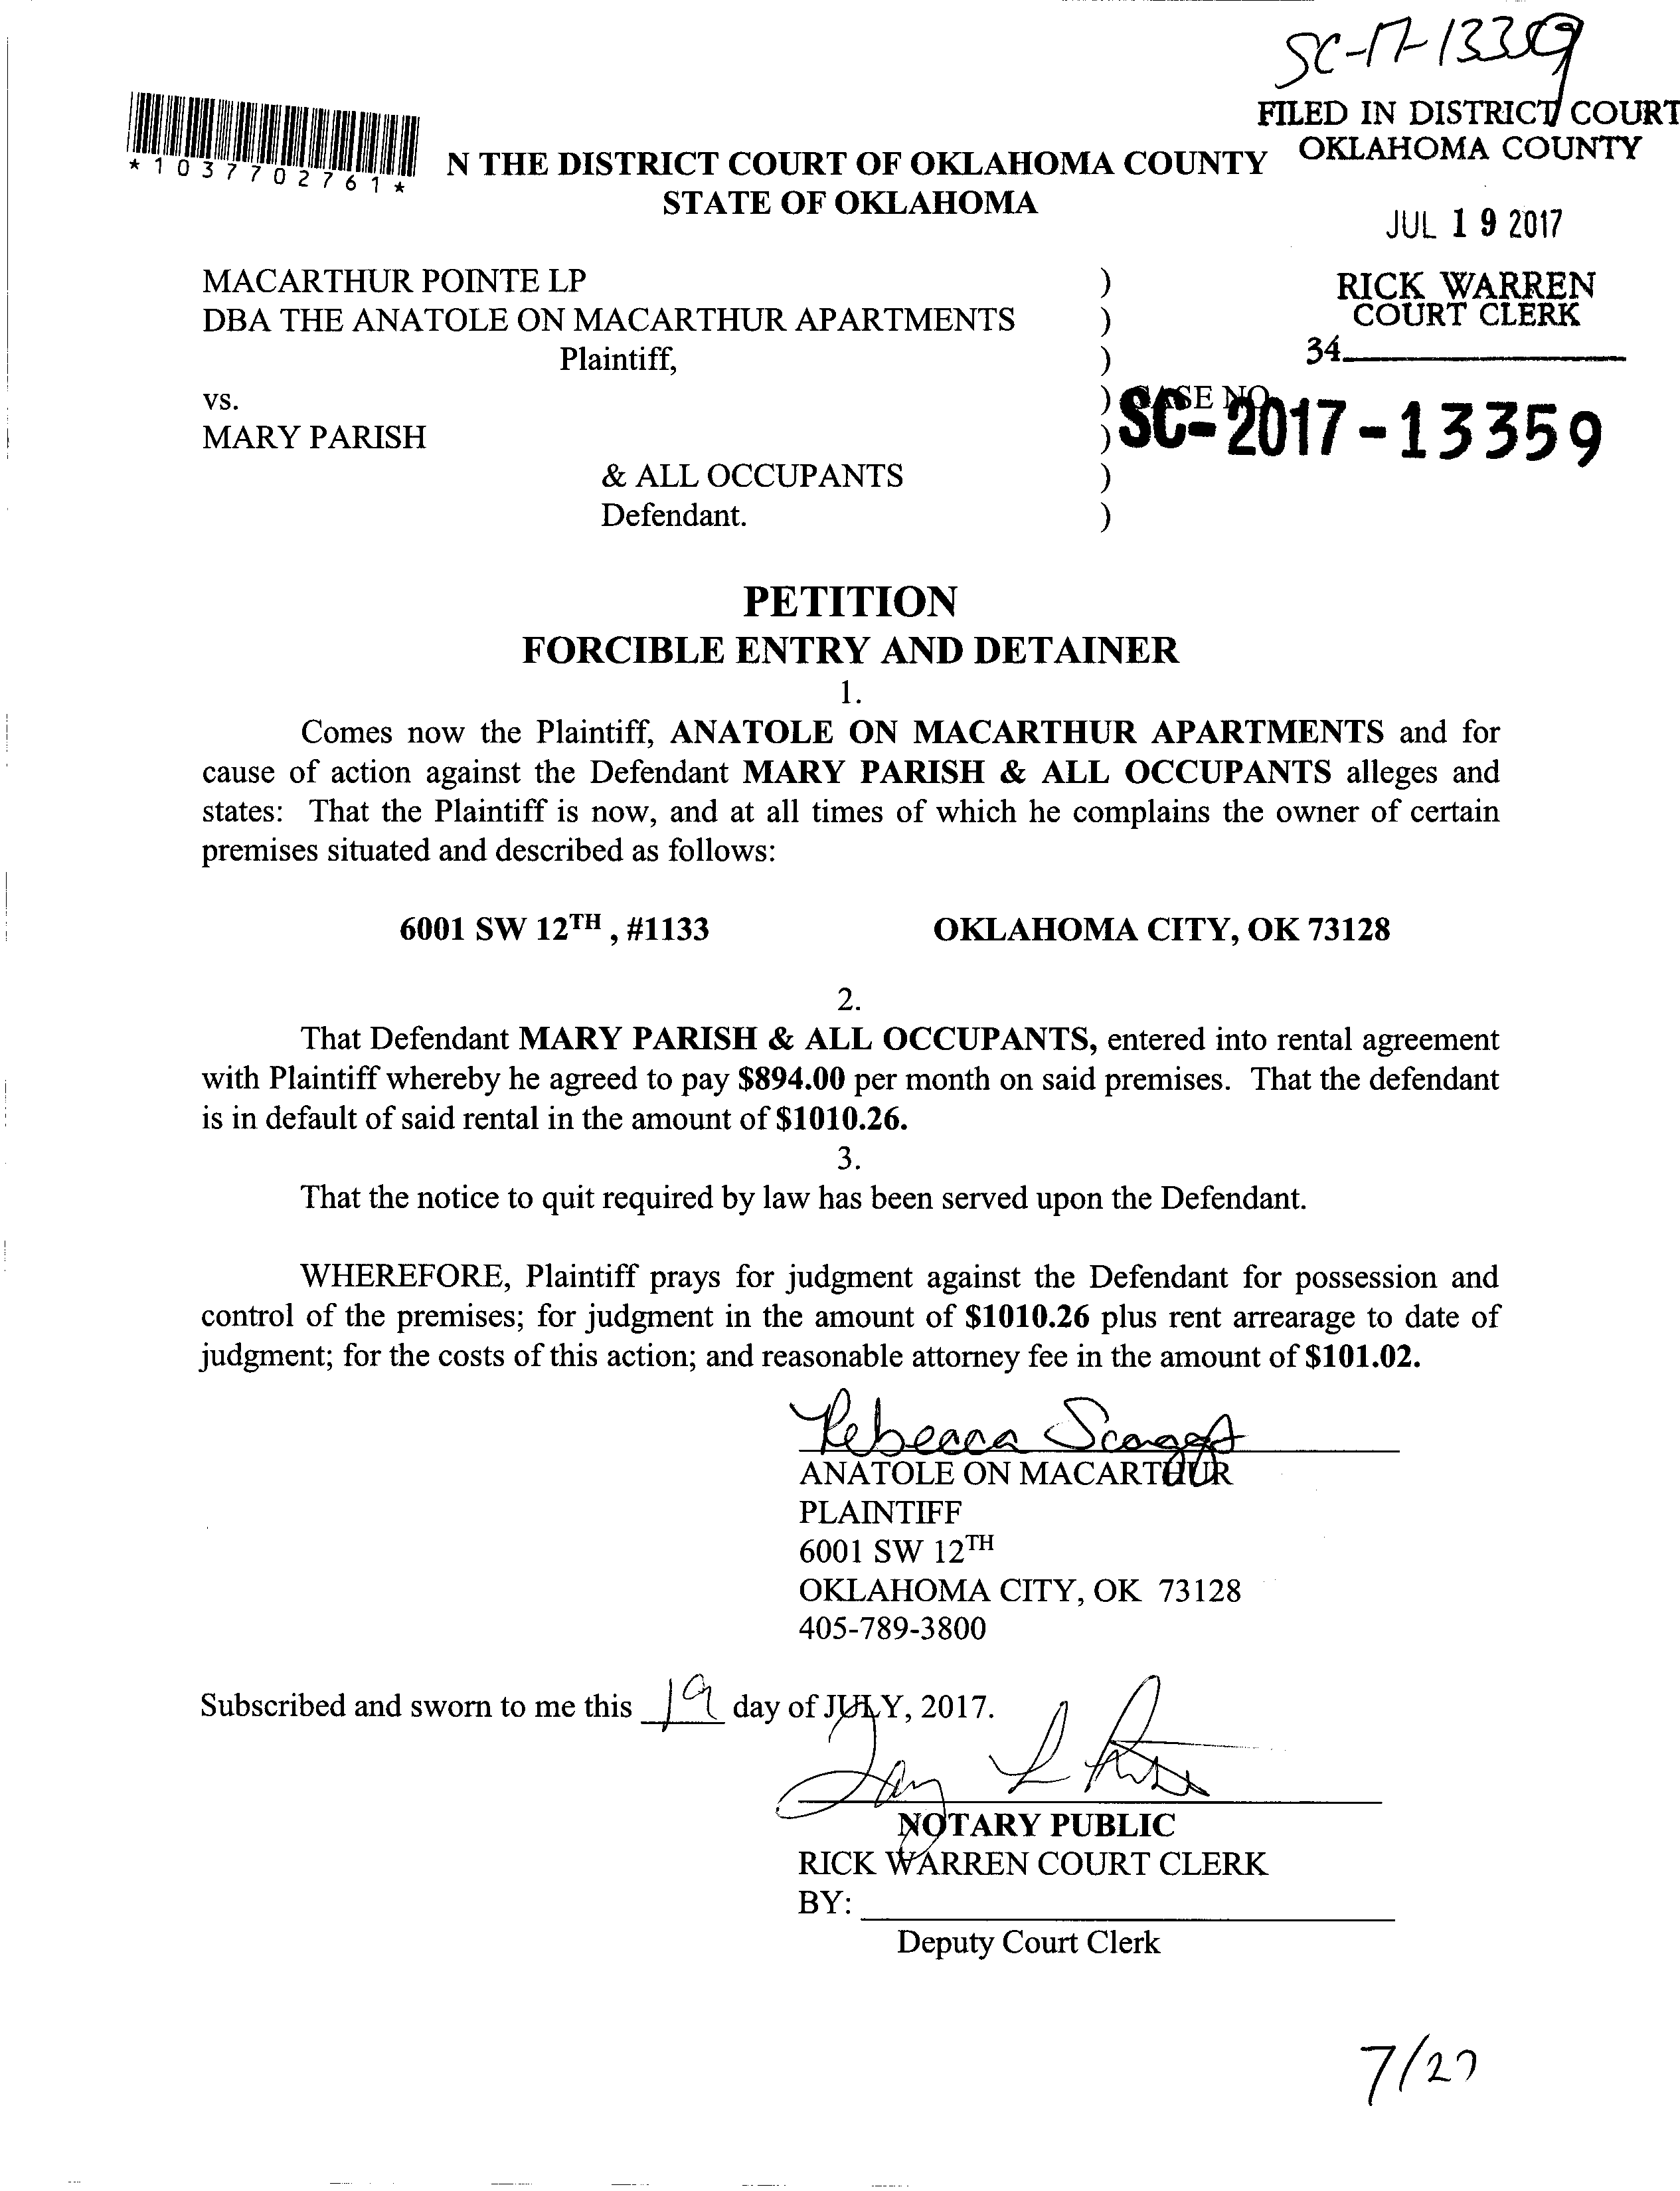 SC-17-13359
FILED IN DISTRICT COURT
OKLAHOMA COUNTY
*1037702761*
N THE DISTRICT COURT OF OKLAHOMA COUNTY
STATE OF OKLAHOMA
JUL 19 2017
MACARTHUR POINTE LP )
RICK WARREN
COURT CLERK
DBA THE ANATOLE ON MACARTHUR APARTMENTS )
Plaintiff, )
34
vs. ) CASE NO.
SC-2017-13359
MARY PARISH )
& ALL OCCUPANTS )
Defendant. )
PETITION
FORCIBLE ENTRY AND DETAINER
1.
Comes now the Plaintiff, ANATOLE ON MACARTHUR APARTMENTS and for
cause of action against the Defendant MARY PARISH & ALL OCCUPANTS alleges and
states: That the Plaintiff is now, and at all times of which he complains the owner of certain
premises situated and described as follows:
6001 SW 12TH , #1133 OKLAHOMA CITY, OK 73128
2.
That Defendant MARY PARISH & ALL OCCUPANTS, entered into rental agreement
with Plaintiff whereby he agreed to pay $894.00 per month on said premises. That the defendant
is in default of said rental in the amount of $1010.26.
3.
That the notice to quit required by law has been served upon the Defendant.
WHEREFORE, Plaintiff prays for judgment against the Defendant for possession and
control of the premises; for judgment in the amount of $1010.26 plus rent arrearage to date of
judgment; for the costs of this action; and reasonable attorney fee in the amount of $101.02.
Rebecca Scaggs
ANATOLE ON MACARTHUR
PLAINTIFF
6001 SW 12TH
OKLAHOMA CITY, OK 73128
405-789-3800
Subscribed and sworn to me this 19 day of JULY, 2017.
NOTARY PUBLIC
RICK WARREN COURT CLERK
BY:
Deputy Court Clerk
7/27